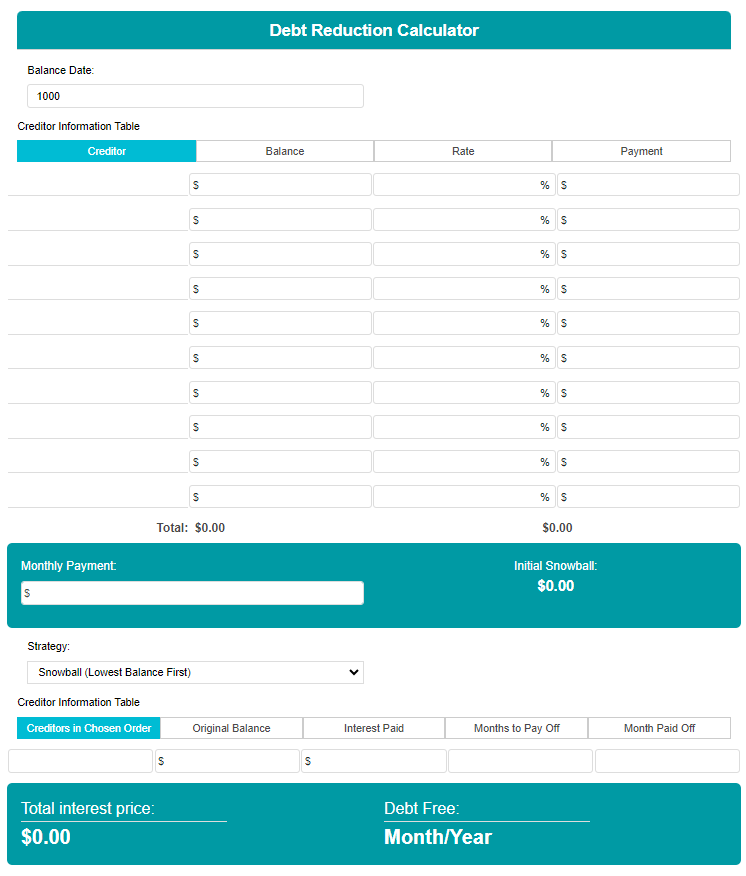 Debt Reduction Calculator
Balance Date:
1000
Creditor Information Table
Creditor Balance Rate Payment
$ % $
$ % $
$ % $
$ % $
$ % $
$ % $
$ % $
$ % $
$ % $
$ % $
Total: $0.00 $0.00
Monthly Payment: Initial Snowball:
$ $0.00
Strategy:
Snowball (Lowest Balance First)
Creditor Information Table
Creditors in Chosen Order Original Balance Interest Paid Months to Pay Off Month Paid Off
$ $
Total interest price: Debt Free:
$0.00 Month/Year